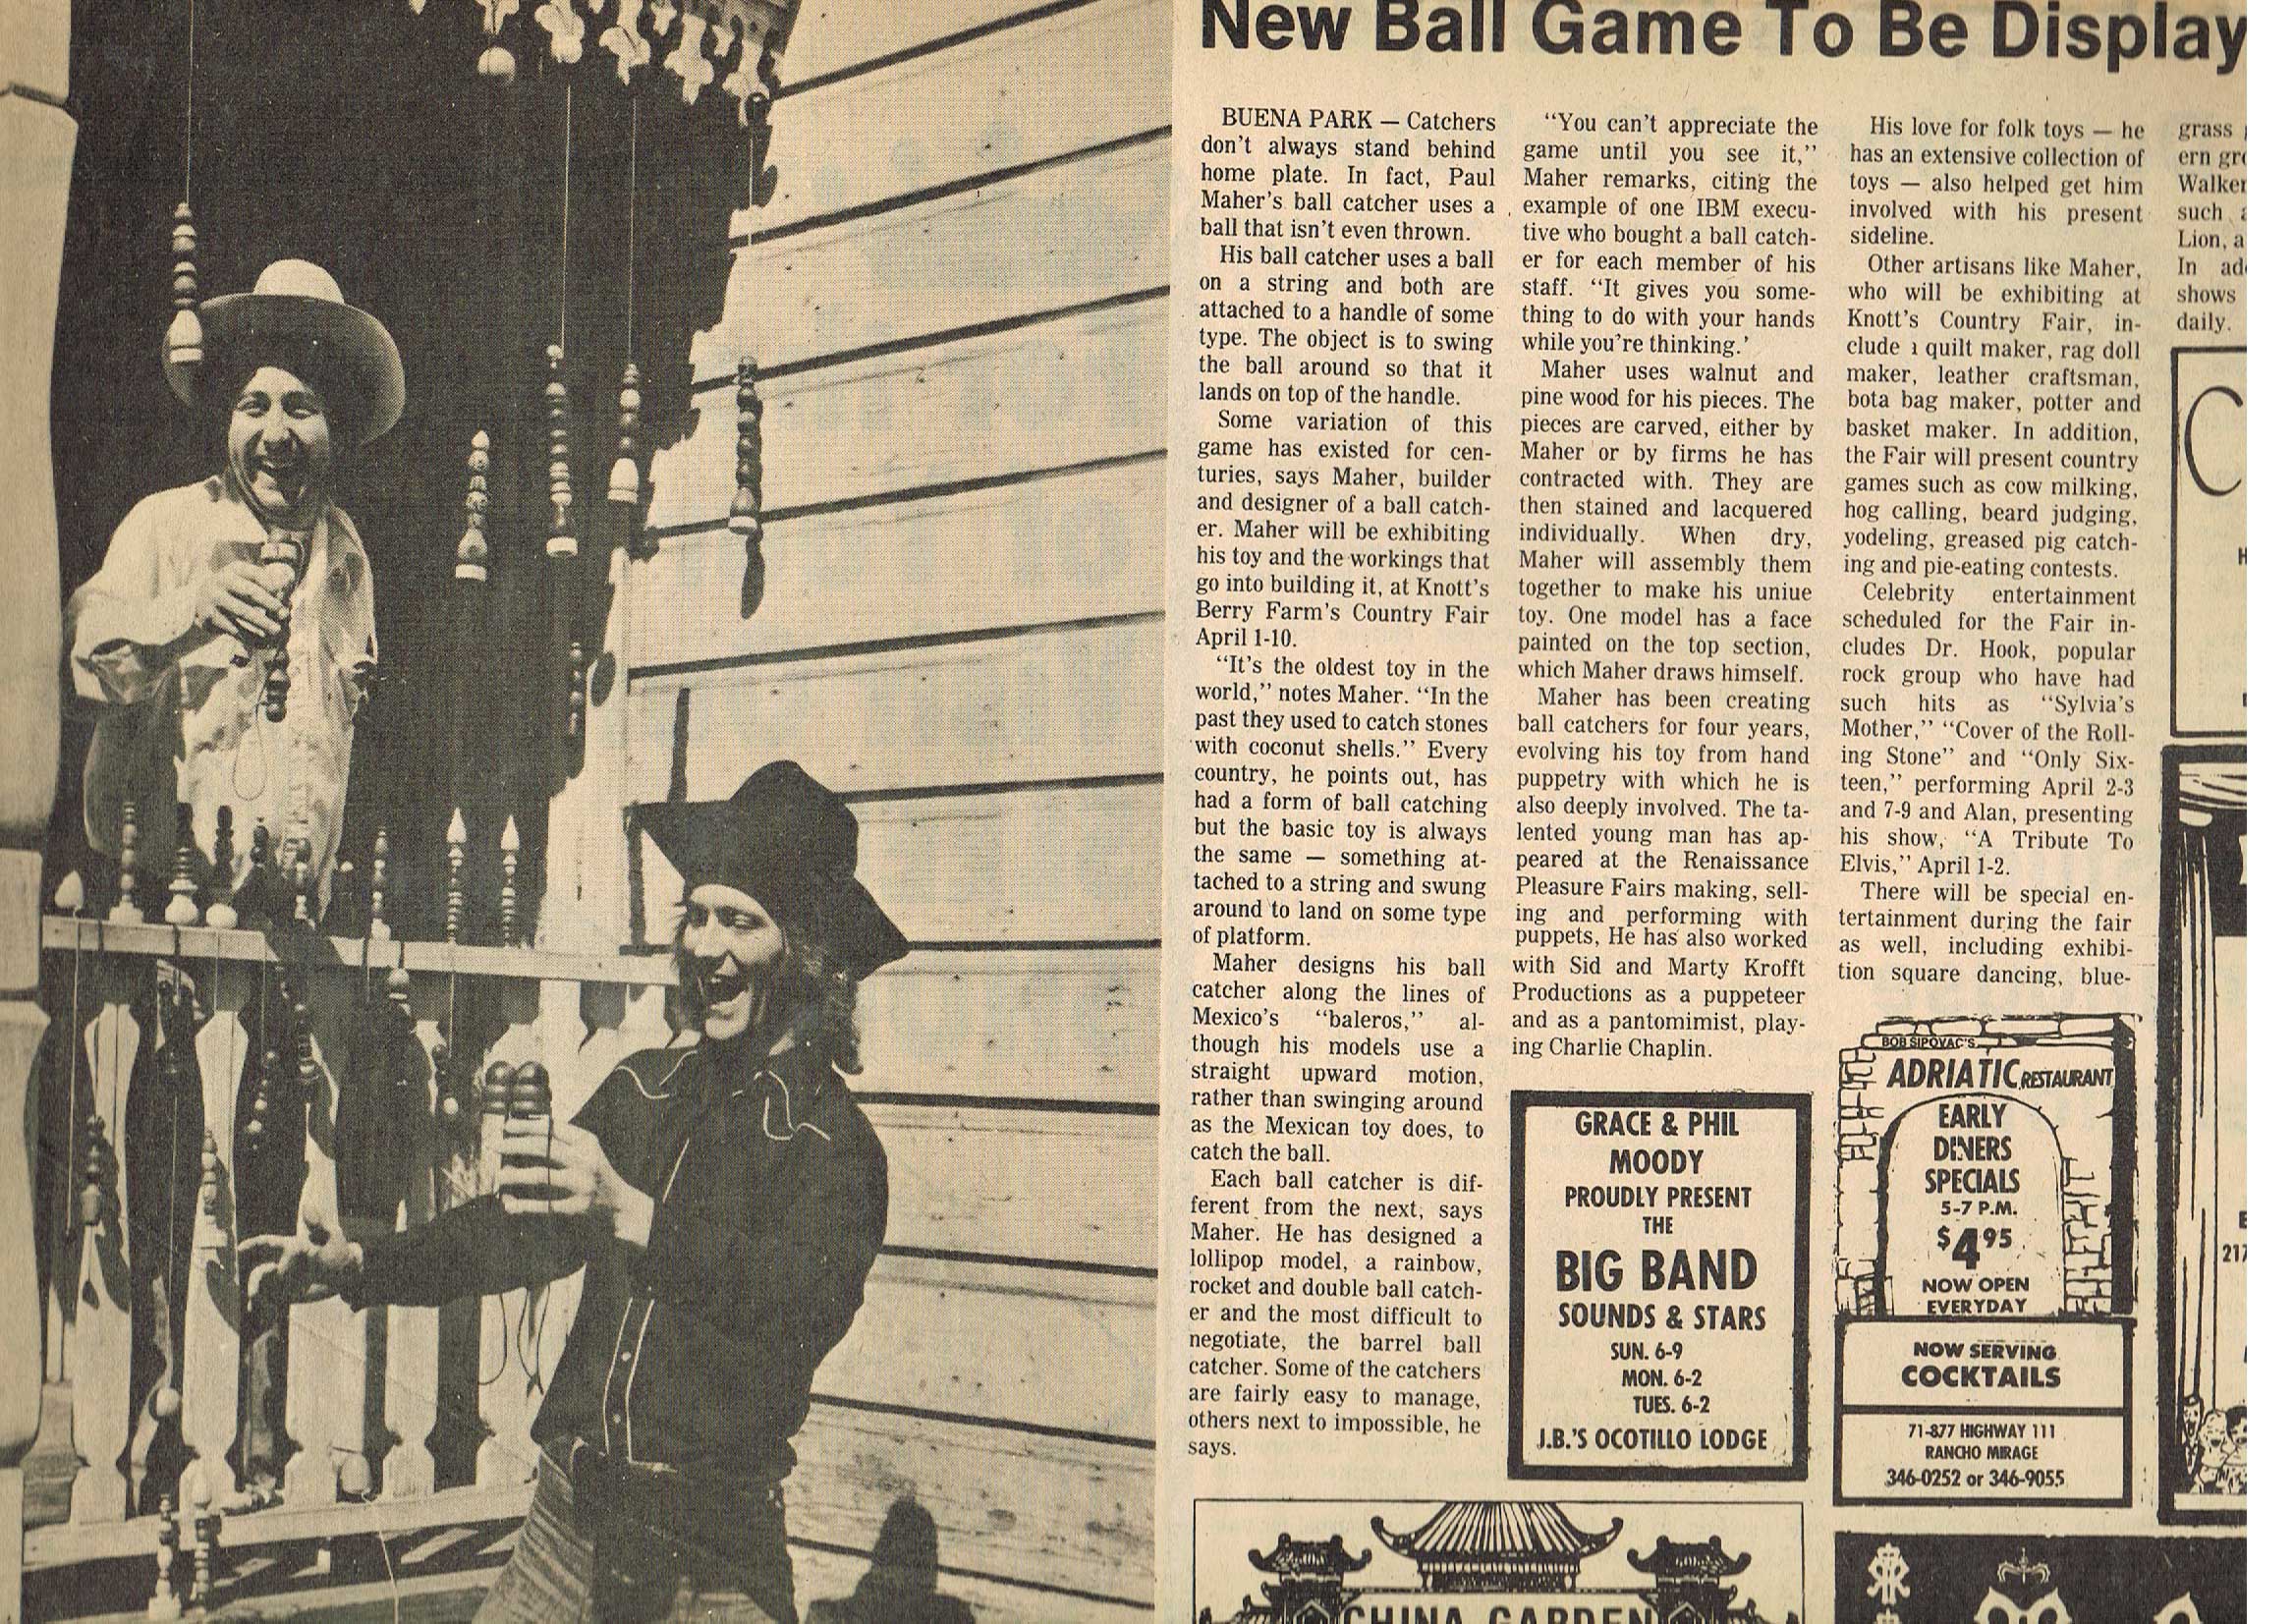 New Ball Game To Be Display
BUENA PARK — Catchers
don't always stand behind
home plate. In fact, Paul
Maher's ball catcher uses a
ball that isn't even thrown.
His ball catcher uses a ball
on a string and both are
attached to a handle of some
type. The object is to swing
the ball around so that it
lands on top of the handle.
Some variation of this
game has existed for cen-
turies, says Maher, builder
and designer of a ball catch-
er. Maher will be exhibiting
his toy and the workings that
go into building it, at Knott's
Berry Farm's Country Fair
April 1-10.
"It's the oldest toy in the
world," notes Maher. "In the
past they used to catch stones
with coconut shells." Every
country, he points out, has
had a form of ball catching
but the basic toy is always
the same — something at-
tached to a string and swung
around to land on some type
of platform.
Maher designs his ball
catcher along the lines of
Mexico's "baleros," al-
though his models use a
straight upward motion,
rather than swinging around
as the Mexican toy does, to
catch the ball.
Each ball catcher is dif-
ferent from the next, says
Maher. He has designed a
lollipop model, a rainbow,
rocket and double ball catch-
er and the most difficult to
negotiate, the barrel ball
catcher. Some of the catchers
are fairly easy to manage,
others next to impossible, he
says.
"You can't appreciate the
game until you see it,"
Maher remarks, citing the
example of one IBM execu-
tive who bought a ball catch-
er for each member of his
staff. "It gives you some-
thing to do with your hands
while you're thinking.'
Maher uses walnut and
pine wood for his pieces. The
pieces are carved, either by
Maher or by firms he has
contracted with. They are
then stained and lacquered
individually. When dry,
Maher will assembly them
together to make his uniue
toy. One model has a face
painted on the top section,
which Maher draws himself.
Maher has been creating
ball catchers for four years,
evolving his toy from hand
puppetry with which he is
also deeply involved. The ta-
lented young man has ap-
peared at the Renaissance
Pleasure Fairs making, sell-
ing and performing with
puppets, He has also worked
with Sid and Marty Krofft
Productions as a puppeteer
and as a pantomimist, play-
ing Charlie Chaplin.
His love for folk toys — he
has an extensive collection of
toys — also helped get him
involved with his present
sideline.
Other artisans like Maher,
who will be exhibiting at
Knott's Country Fair, in-
clude a quilt maker, rag doll
maker, leather craftsman,
bota bag maker, potter and
basket maker. In addition,
the Fair will present country
games such as cow milking,
hog calling, beard judging,
yodeling, greased pig catch-
ing and pie-eating contests.
Celebrity entertainment
scheduled for the Fair in-
cludes Dr. Hook, popular
rock group who have had
such hits as "Sylvia's
Mother," "Cover of the Roll-
ing Stone" and "Only Six-
teen," performing April 2-3
and 7-9 and Alan, presenting
his show, "A Tribute To
Elvis," April 1-2.
There will be special en-
tertainment during the fair
as well, including exhibi-
tion square dancing, blue-
grass
ern gr
Walker
such
Lion, a
In ad
shows
daily.
GRACE & PHIL
MOODY
PROUDLY PRESENT
THE
BIG BAND
SOUNDS & STARS
SUN. 6-9
MON. 6-2
TUES. 6-2
J.B.'S OCOTILLO LODGE
BOB SIPOVAC'S
ADRIATIC RESTAURANT
EARLY
DINERS
SPECIALS
5-7 P.M.
$4.95
NOW OPEN
EVERYDAY
NOW SERVING
COCKTAILS
71-877 HIGHWAY 111
RANCHO MIRAGE
346-0252 or 346-9055
217
CHINA GARDEN